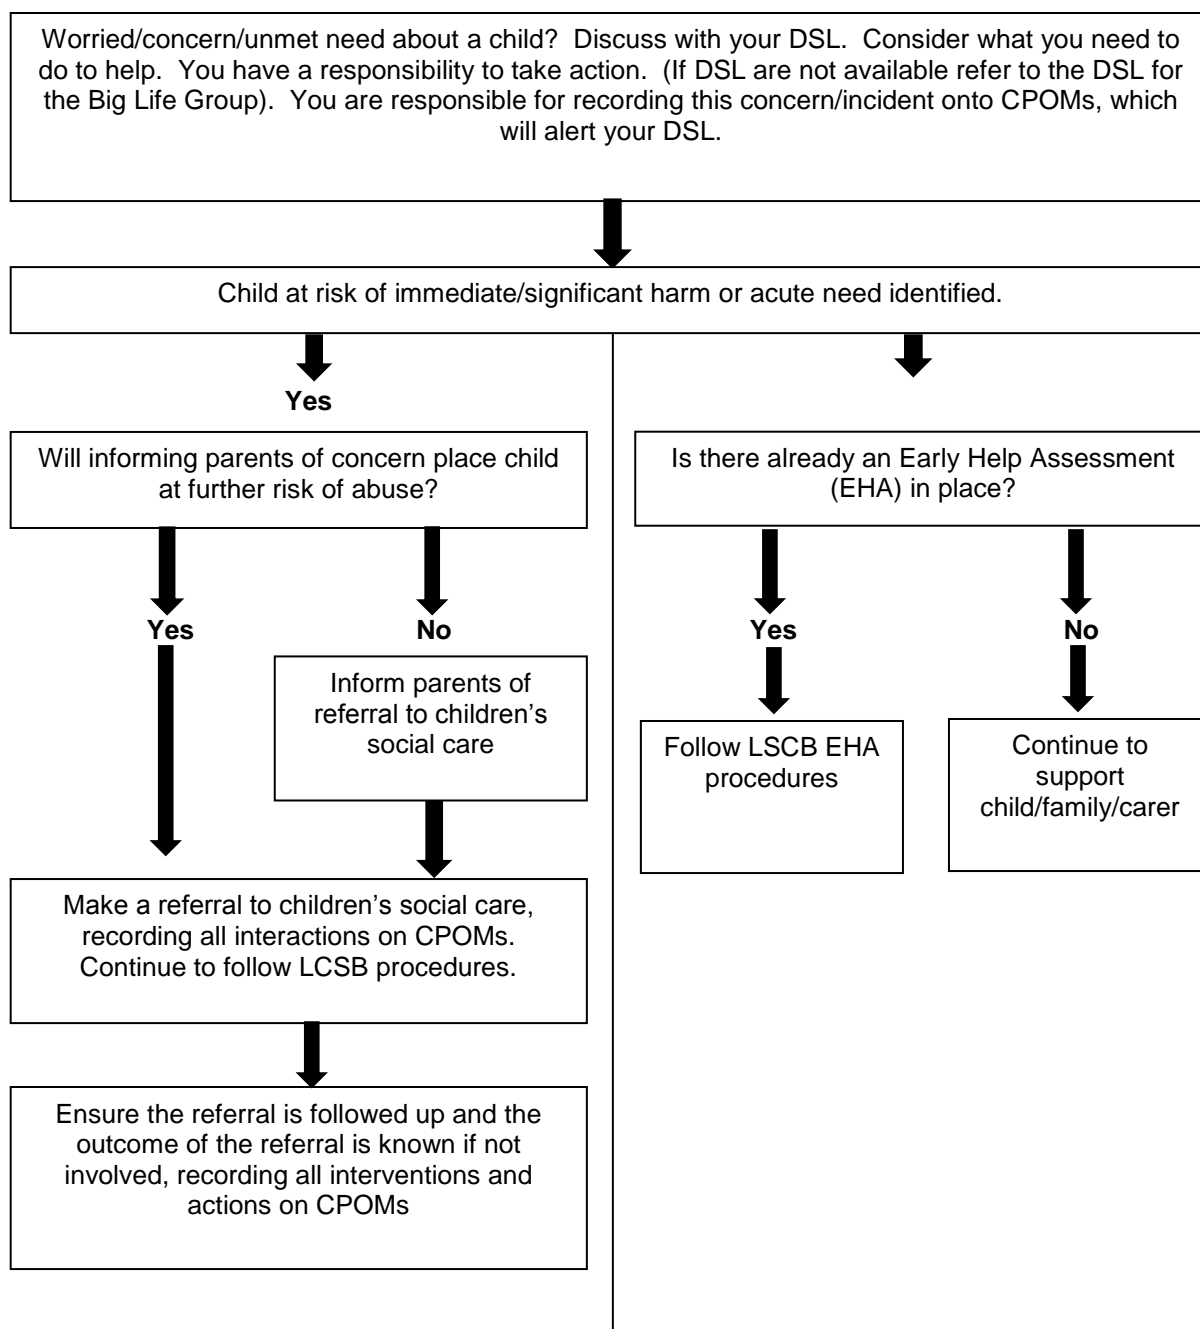 Worried/concern/unmet need about a child?  Discuss with your DSL.  Consider what you need to
do to help.  You have a responsibility to take action.  (If DSL are not available refer to the DSL for
the Big Life Group).  You are responsible for recording this concern/incident onto CPOMs, which
will alert your DSL.
Child at risk of immediate/significant harm or acute need identified.
Yes
Will informing parents of concern place child
at further risk of abuse?
Yes
No
Inform parents of
referral to children’s
social care
Make a referral to children’s social care,
recording all interactions on CPOMs.
Continue to follow LCSB procedures.
Ensure the referral is followed up and the
outcome of the referral is known if not
involved, recording all interventions and
actions on CPOMs
Is there already an Early Help Assessment
(EHA) in place?
Yes
No
Follow LSCB EHA
procedures
Continue to
support
child/family/carer